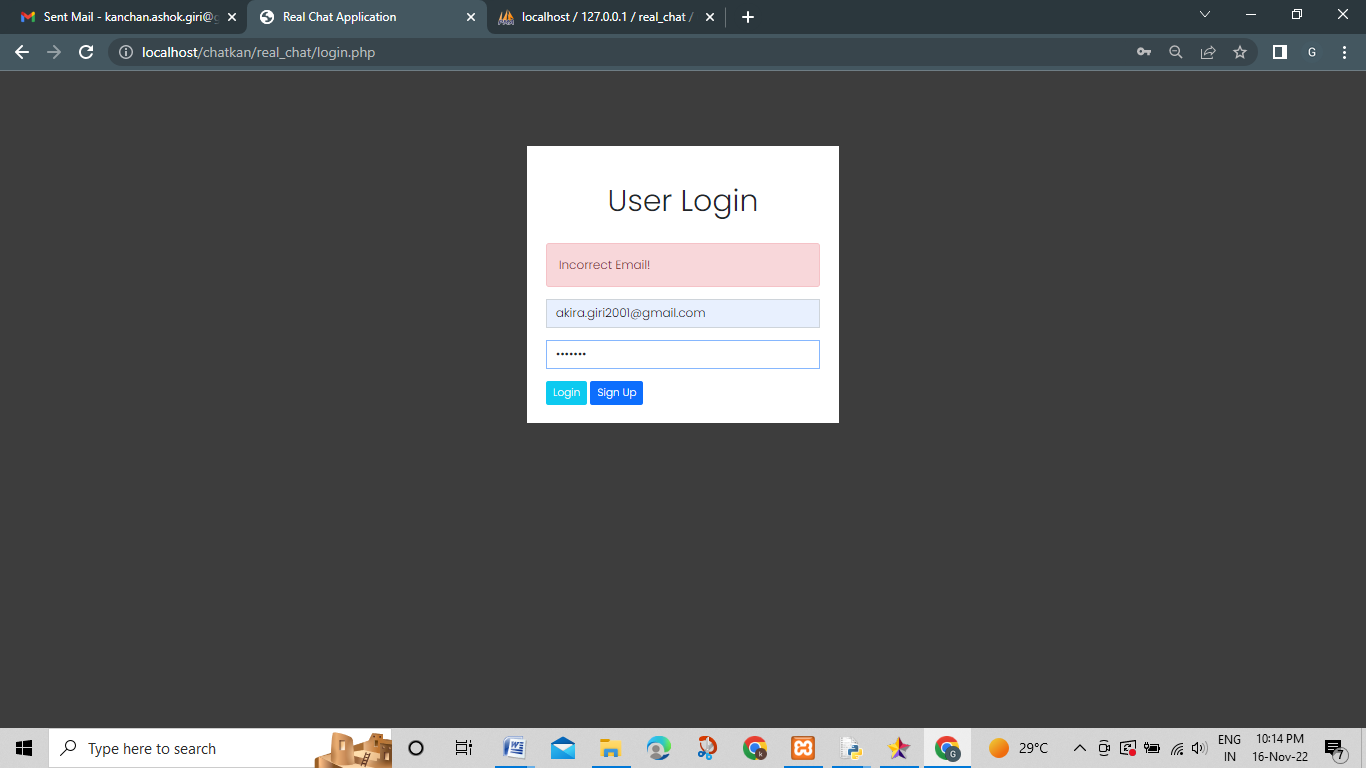 Sent Mail - kanchan.ashok.giri@g
Real Chat Application
localhost / 127.0.0.1 / real_chat /
localhost/chatkan/real_chat/login.php
G
User Login
Incorrect Email!
akira.giri2001@gmail.com
•••••••
Login Sign Up
Type here to search
29°C
ENG
IN
10:14 PM
16-Nov-22
7